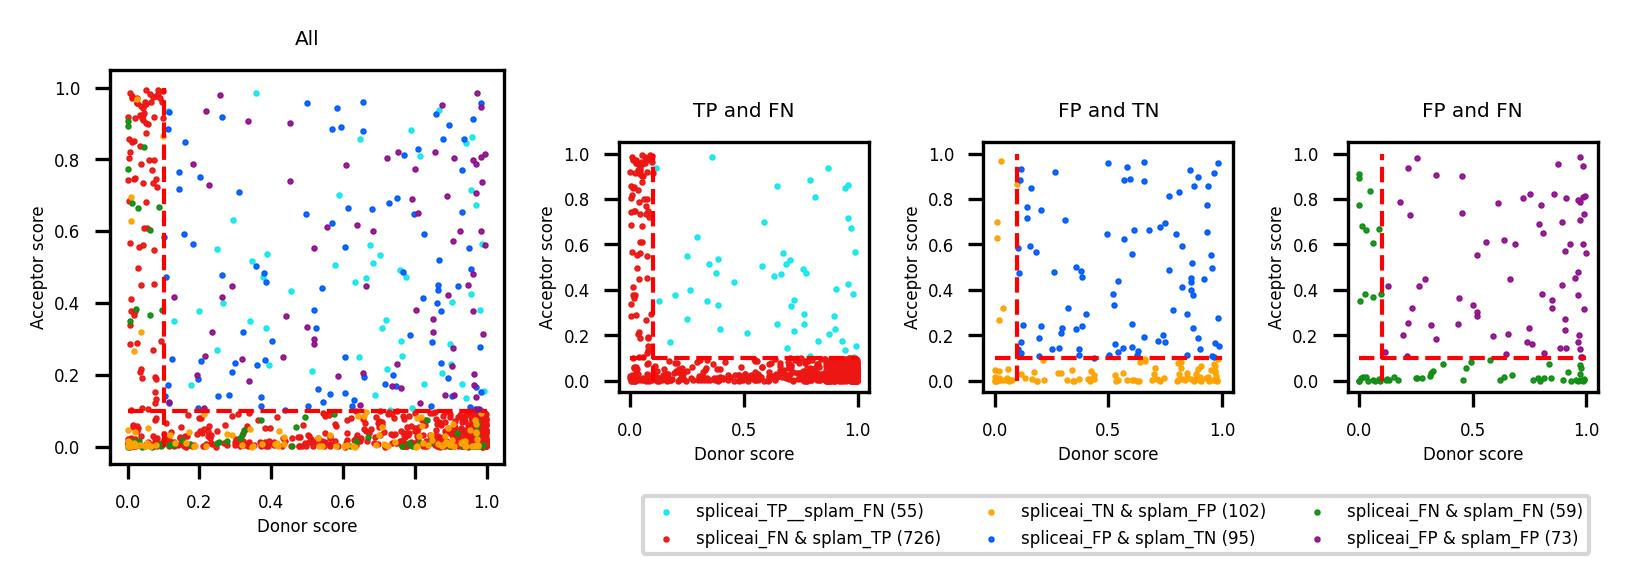 All
1.0
0.8
0.6
0.4
0.2
0.0
Acceptor score
0.0 0.2 0.4 0.6 0.8 1.0
Donor score
TP and FN
1.0
0.8
0.6
0.4
0.2
0.0
Acceptor score
0.0 0.5 1.0
Donor score
FP and TN
1.0
0.8
0.6
0.4
0.2
0.0
Acceptor score
0.0 0.5 1.0
Donor score
FP and FN
1.0
0.8
0.6
0.4
0.2
0.0
Acceptor score
0.0 0.5 1.0
Donor score
spliceai_TP__splam_FN (55)
spliceai_FN & splam_TP (726)
spliceai_TN & splam_FP (102)
spliceai_FP & splam_TN (95)
spliceai_FN & splam_FN (59)
spliceai_FP & splam_FP (73)